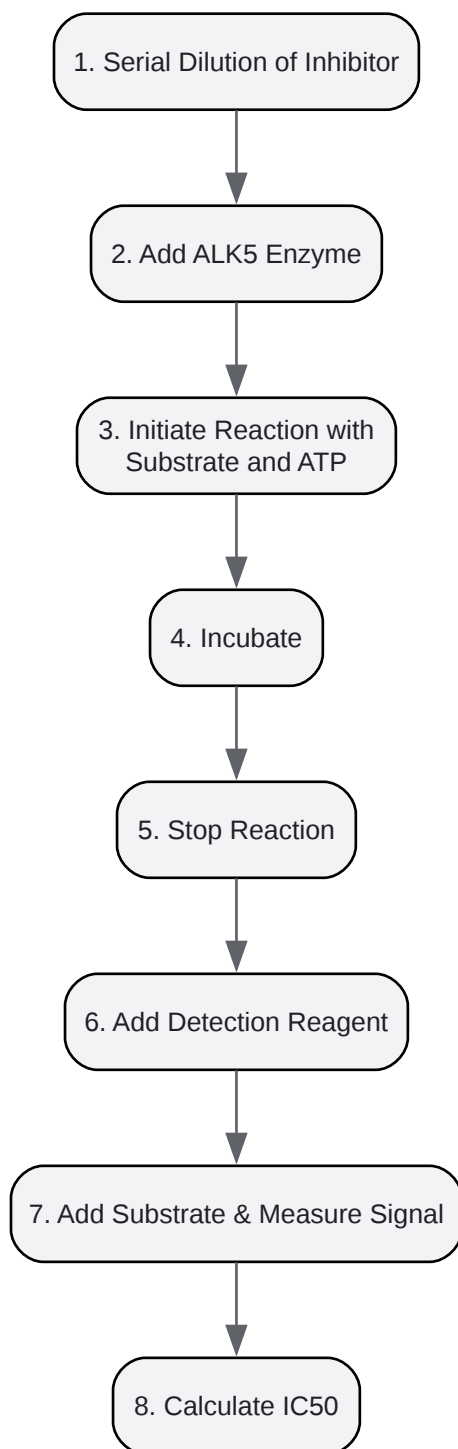 1. Serial Dilution of Inhibitor
2. Add ALK5 Enzyme
3. Initiate Reaction with
Substrate and ATP
4. Incubate
5. Stop Reaction
6. Add Detection Reagent
7. Add Substrate & Measure Signal
8. Calculate IC50